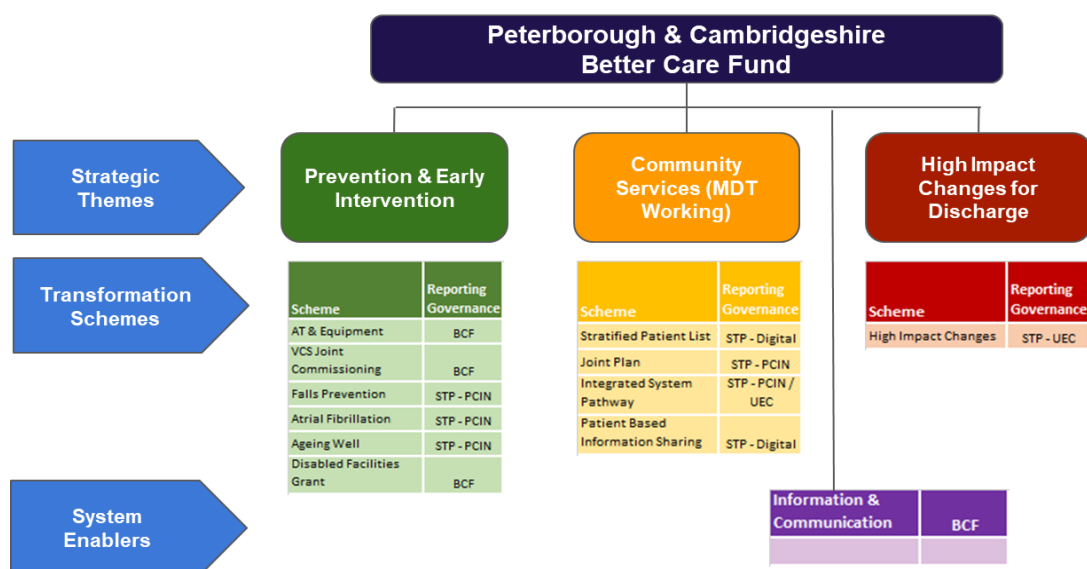 Peterborough & Cambridgeshire
Better Care Fund
Strategic
Themes
Prevention & Early
Intervention
Community
Services (MDT
Working)
High Impact
Changes for
Discharge
Transformation
Schemes
Scheme
Reporting
Governance
AT & Equipment
BCF
VCS Joint
Commissioning
BCF
Falls Prevention
STP - PCIN
Atrial Fibrillation
STP - PCIN
Ageing Well
STP - PCIN
Disabled Facilities
Grant
BCF
Scheme
Reporting
Governance
Stratified Patient List
STP - Digital
Joint Plan
STP - PCIN
Integrated System
Pathway
STP - PCIN /
UEC
Patient Based
Information Sharing
STP - Digital
Scheme
Reporting
Governance
High Impact Changes
STP - UEC
System
Enablers
Information &
Communication
BCF